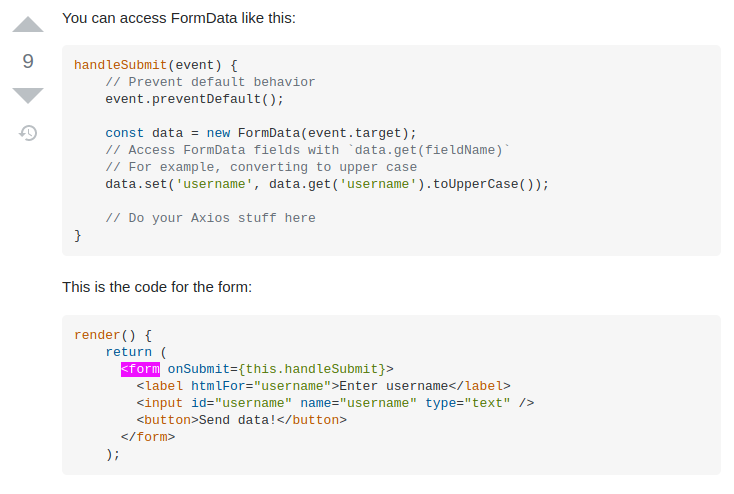 You can access FormData like this:
9
handleSubmit(event) {
    // Prevent default behavior
    event.preventDefault();

    const data = new FormData(event.target);
    // Access FormData fields with `data.get(fieldName)`
    // For example, converting to upper case
    data.set('username', data.get('username').toUpperCase());

    // Do your Axios stuff here
}
This is the code for the form:
render() {
    return (
      <form onSubmit={this.handleSubmit}>
        <label htmlFor="username">Enter username</label>
        <input id="username" name="username" type="text" />
        <button>Send data!</button>
      </form>
    );